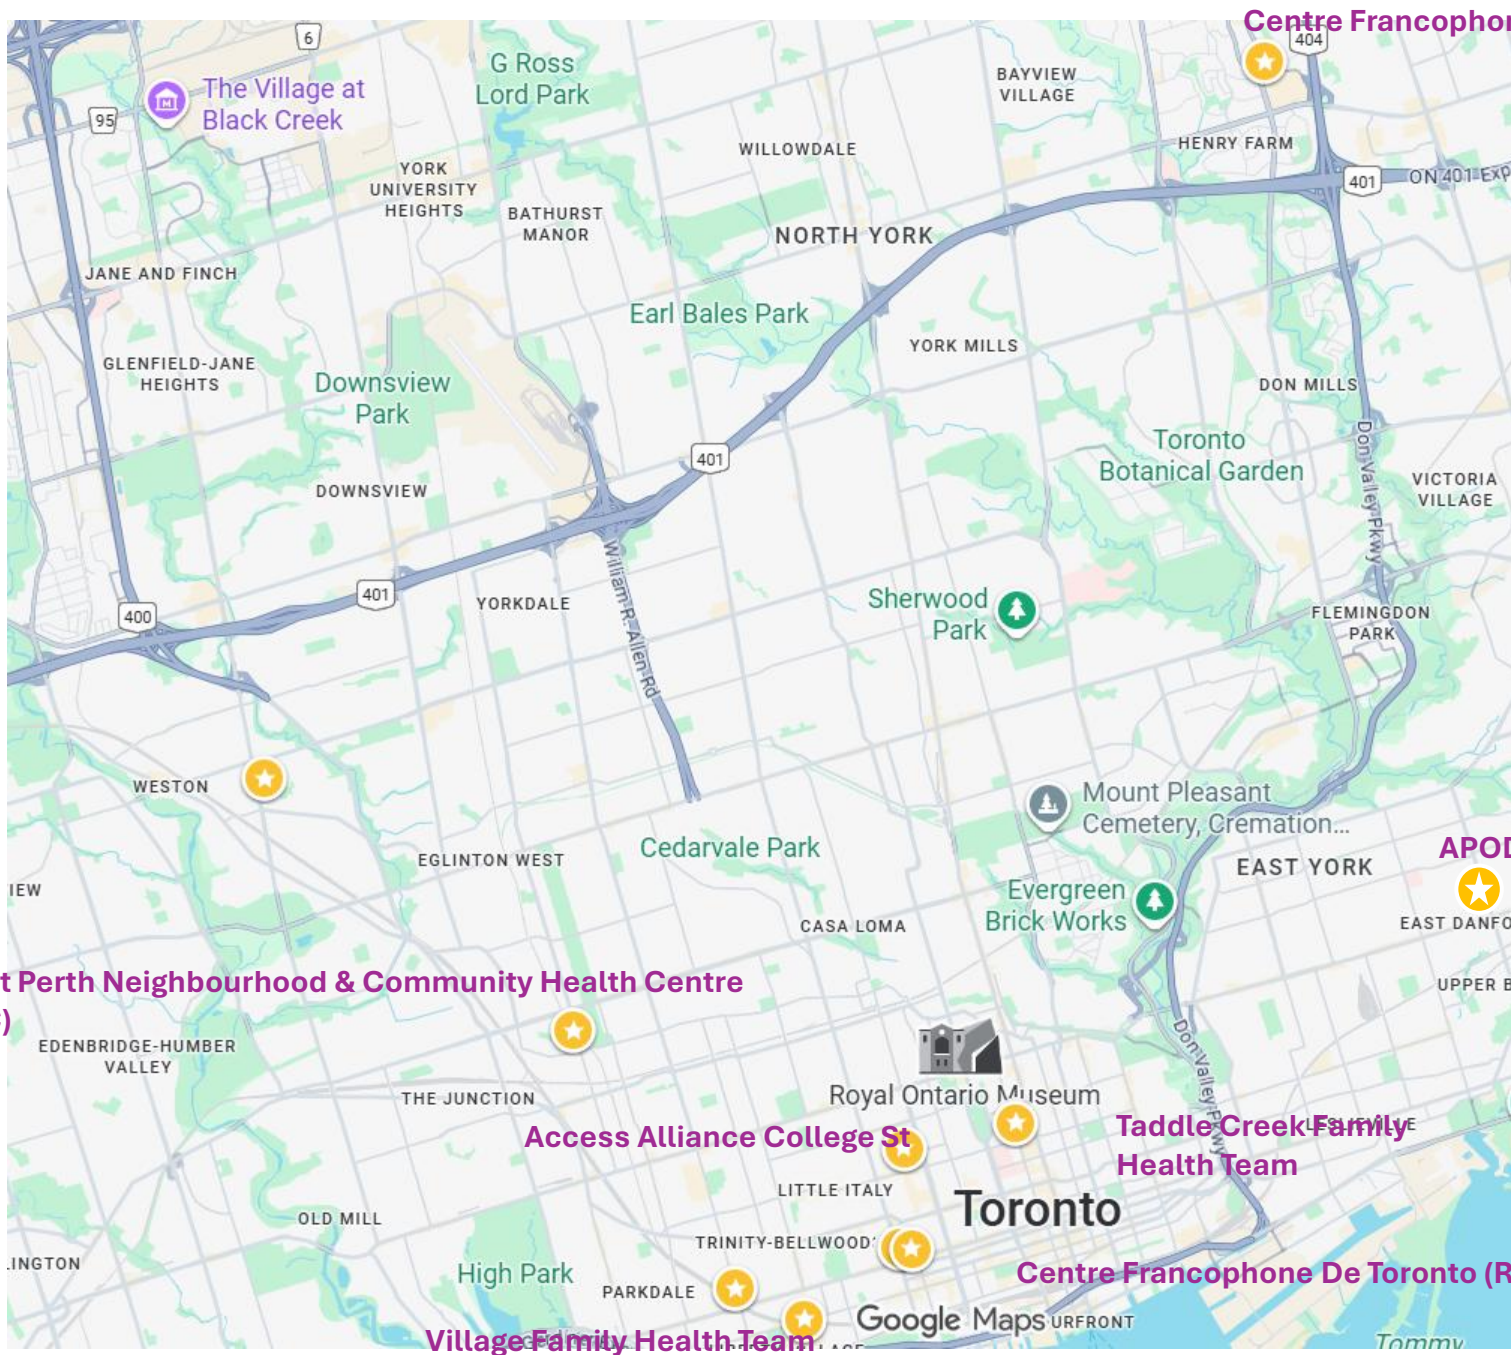 Centre Francophon
404
6
G Ross
Lord Park
The Village at
Black Creek
BAYVIEW
VILLAGE
95
WILLOWDALE
HENRY FARM
YORK
UNIVERSITY
HEIGHTS
401
ON 401 Exp
BATHURST
MANOR
NORTH YORK
JANE AND FINCH
Earl Bales Park
YORK MILLS
GLENFIELD-JANE
HEIGHTS
Downsview
Park
DON MILLS
Don Valley Pkwy
Toronto
Botanical Garden
401
DOWNSVIEW
VICTORIA
VILLAGE
William R. Allen Rd
401
400
YORKDALE
Sherwood
Park
FLEMINGDON
PARK
WESTON
Mount Pleasant
Cemetery, Cremation...
Cedarvale Park
EGLINTON WEST
APOD
EAST YORK
IEW
Evergreen
Brick Works
CASA LOMA
EAST DANFO
t Perth Neighbourhood & Community Health Centre
)
UPPER B
EDENBRIDGE-HUMBER
VALLEY
Don Valley Pkwy
THE JUNCTION
Royal Ontario Museum
Access Alliance College St
Taddle Creek Family
Health Team
LESLIEVILLE
LITTLE ITALY
Toronto
OLD MILL
TRINITY-BELLWOOD
LINGTON
High Park
Centre Francophone De Toronto (R
PARKDALE
Google Maps
URFRONT
Village Family Health Team
Tommy